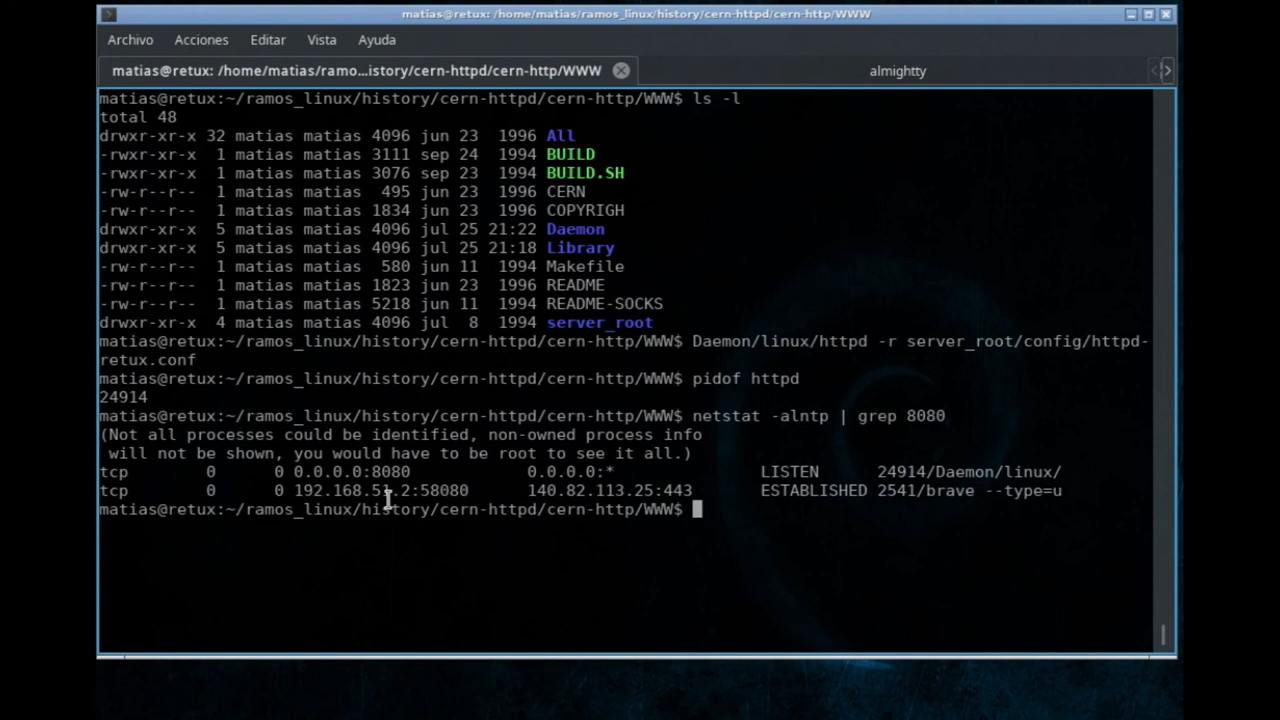 matias@retux: /home/matias/ramos_linux/history/cern-httpd/cern-http/WWW
Archivo Acciones Editar Vista Ayuda
matias@retux: /home/matias/ramo...istory/cern-httpd/cern-http/WWW almightty
matias@retux:~/ramos_linux/history/cern-httpd/cern-http/WWW$ ls -l
total 48
drwxr-xr-x 32 matias matias 4096 jun 23  1996 All
-rwxr-xr-x  1 matias matias 3111 sep 24  1994 BUILD
-rwxr-xr-x  1 matias matias 3076 sep 23  1994 BUILD.SH
-rw-r--r--  1 matias matias  495 jun 23  1996 CERN
-rw-r--r--  1 matias matias 1834 jun 23  1996 COPYRIGH
drwxr-xr-x  5 matias matias 4096 jul 25 21:22 Daemon
drwxr-xr-x  5 matias matias 4096 jul 25 21:18 Library
-rw-r--r--  1 matias matias  580 jun 11  1994 Makefile
-rw-r--r--  1 matias matias 1823 jun 23  1996 README
-rw-r--r--  1 matias matias 5218 jun 11  1994 README-SOCKS
drwxr-xr-x  4 matias matias 4096 jul  8  1994 server_root
matias@retux:~/ramos_linux/history/cern-httpd/cern-http/WWW$ Daemon/linux/httpd -r server_root/config/httpd-
retux.conf
matias@retux:~/ramos_linux/history/cern-httpd/cern-http/WWW$ pidof httpd
24914
matias@retux:~/ramos_linux/history/cern-httpd/cern-http/WWW$ netstat -alntp | grep 8080
(Not all processes could be identified, non-owned process info
 will not be shown, you would have to be root to see it all.)
tcp        0      0 0.0.0.0:8080            0.0.0.0:*               LISTEN      24914/Daemon/linux/
tcp        0      0 192.168.51.2:58080      140.82.113.25:443       ESTABLISHED 2541/brave --type=u
matias@retux:~/ramos_linux/history/cern-httpd/cern-http/WWW$